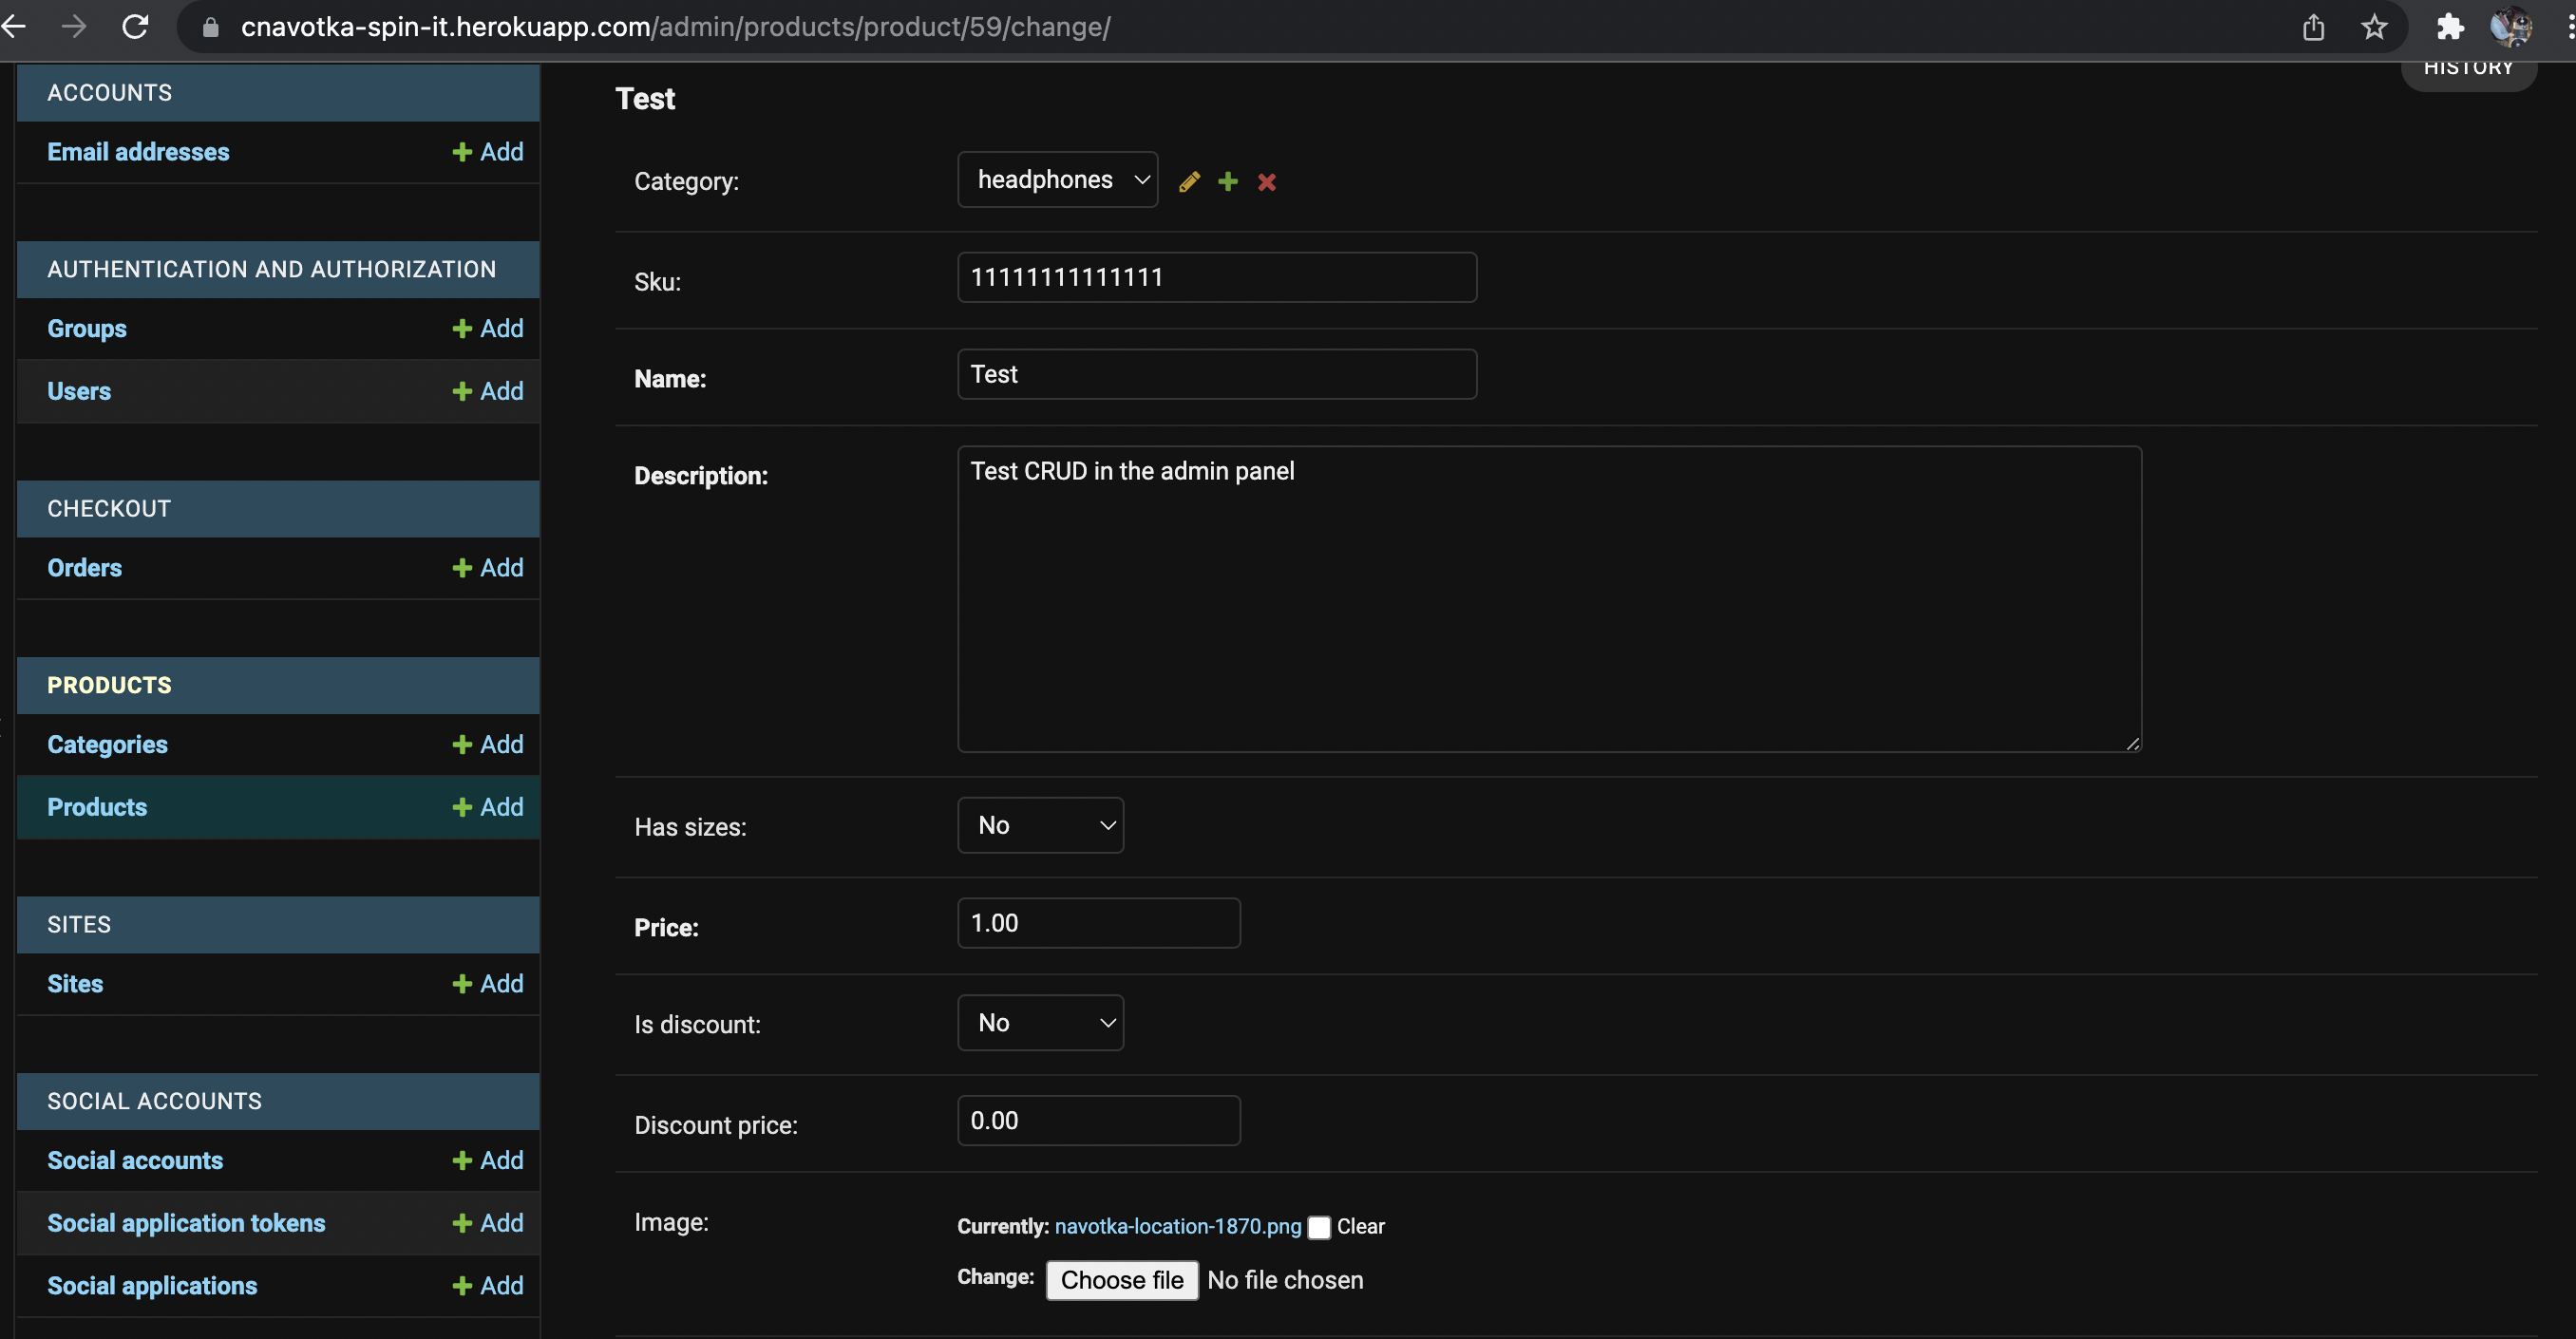 cnavotka-spin-it.herokuapp.com/admin/products/product/59/change/
HISTORY
ACCOUNTS
Email addresses Add
AUTHENTICATION AND AUTHORIZATION
Groups Add
Users Add
CHECKOUT
Orders Add
PRODUCTS
Categories Add
Products Add
SITES
Sites Add
SOCIAL ACCOUNTS
Social accounts Add
Social application tokens Add
Social applications Add
Test
Category: headphones
Sku: 11111111111111
Name: Test
Description: Test CRUD in the admin panel
Has sizes: No
Price: 1.00
Is discount: No
Discount price: 0.00
Image: Currently: navotka-location-1870.png Clear
Change: Choose file No file chosen